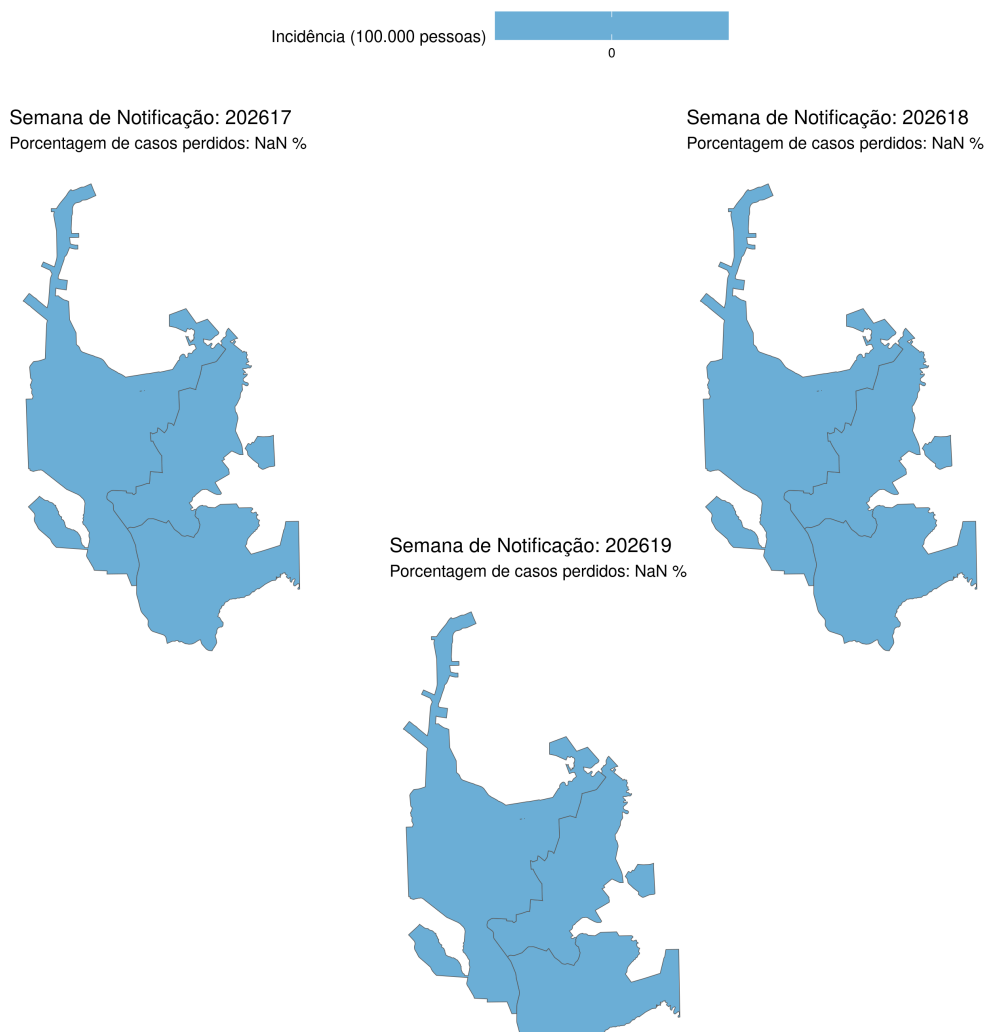 Incidência (100.000 pessoas)
0
Semana de Notificação: 202617
Porcentagem de casos perdidos: NaN %
Semana de Notificação: 202618
Porcentagem de casos perdidos: NaN %
Semana de Notificação: 202619
Porcentagem de casos perdidos: NaN %